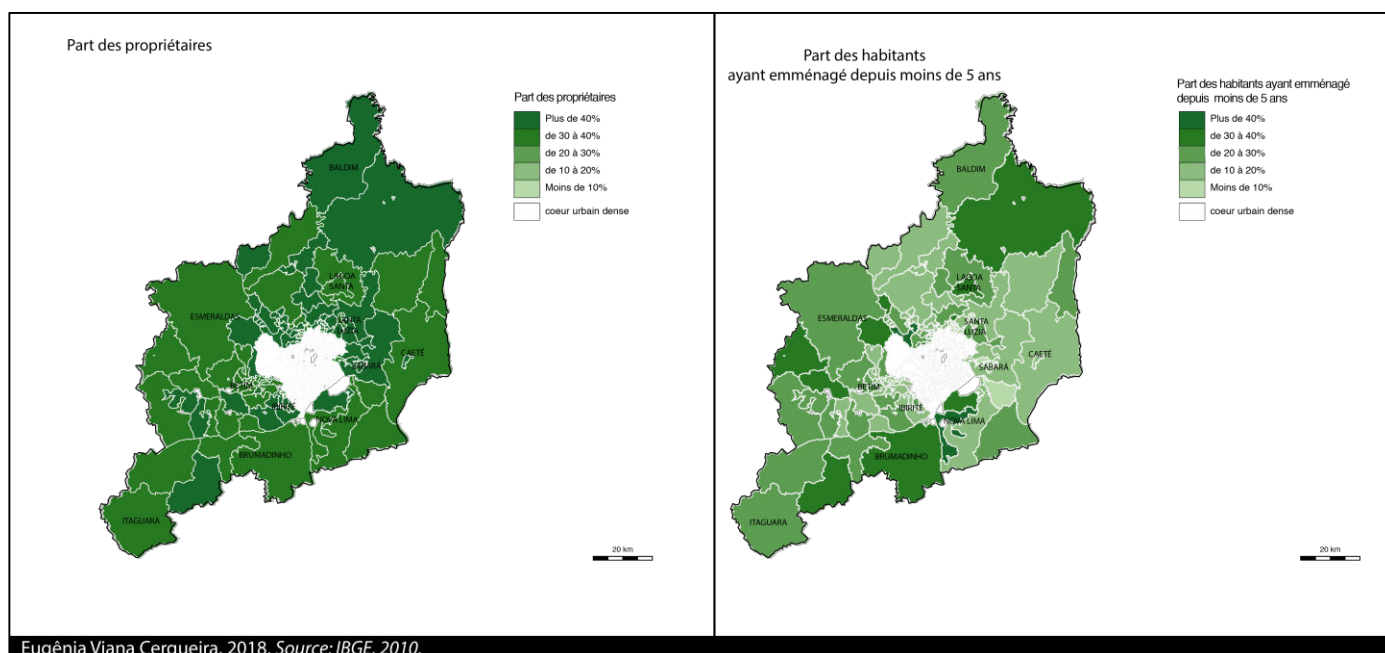 Part des propriétaires
Part des propriétaires
Plus de 40%
de 30 à 40%
de 20 à 30%
de 10 à 20%
Moins de 10%
coeur urbain dense
BALDIM
LAGOA
SANTA
ESMERALDAS
SANTA
LUZIA
CAETÉ
SABARÁ
BETIM
IBIRITÉ
NOVA LIMA
BRUMADINHO
ITAGUARA
20 km
Part des habitants
ayant emménagé depuis moins de 5 ans
Part des habitants ayant emménagé
depuis moins de 5 ans
Plus de 40%
de 30 à 40%
de 20 à 30%
de 10 à 20%
Moins de 10%
coeur urbain dense
BALDIM
LAGOA
SANTA
ESMERALDAS
SANTA
LUZIA
CAETÉ
SABARÁ
BETIM
IBIRITÉ
NOVA LIMA
BRUMADINHO
ITAGUARA
20 km
Eugênia Viana Cerqueira, 2018. Source: IBGE, 2010.